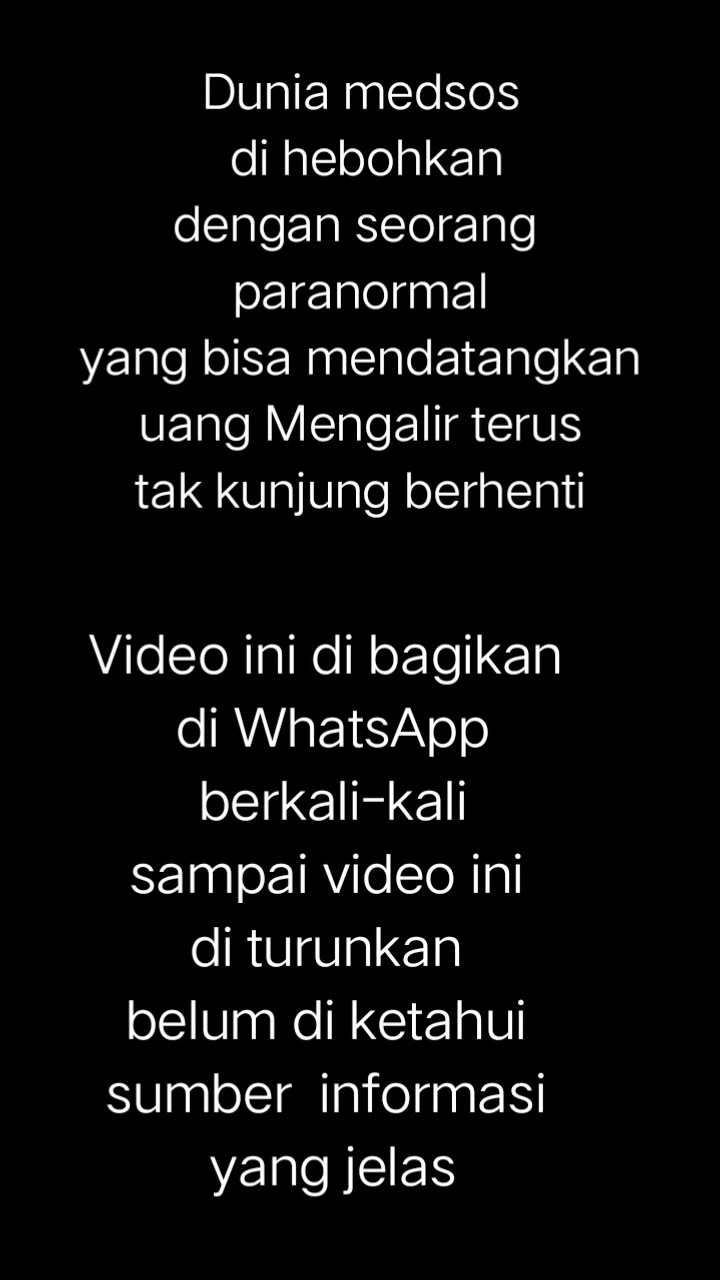 Dunia medsos
di hebohkan
dengan seorang
paranormal
yang bisa mendatangkan
uang Mengalir terus
tak kunjung berhenti
Video ini di bagikan
di WhatsApp
berkali-kali
sampai video ini
di turunkan
belum di ketahui
sumber informasi
yang jelas